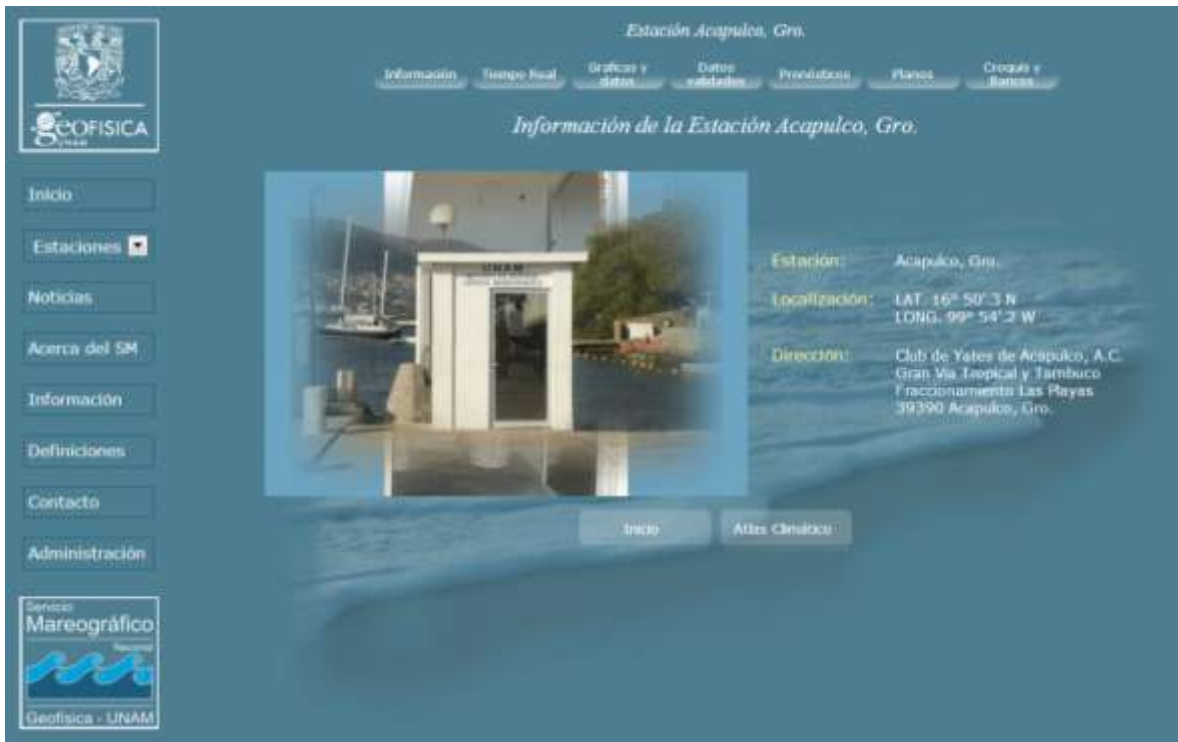 Estación Acapulco, Gro.
Información
Tiempo Real
Graficas y
datos
Datos
validados
Pronósticos
Planos
Croquis y
Bancos
Información de la Estación Acapulco, Gro.
GEOFISICA
UNAM
Inicio
Estaciones
Noticias
Acerca del SM
Información
Definiciones
Contacto
Administración
Servicio
Mareográfico
Nacional
Geofísica - UNAM
UNAM
Estación: Acapulco, Gro.
Localización: LAT. 16° 50'.3 N
LONG. 99° 54'.2 W
Dirección: Club de Yates de Acapulco, A.C.
Gran Via Tropical y Tambuco
Fraccionamiento Las Playas
39390 Acapulco, Gro.
Inicio
Atlas Climático